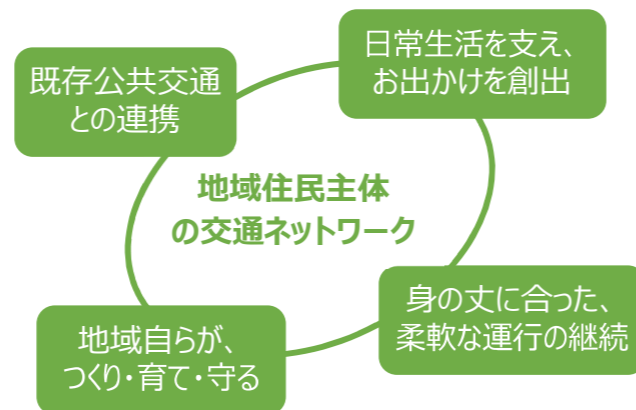 既存公共交通
との連携
日常生活を支え、
お出かけを創出
地域住民主体
の交通ネットワーク
地域自らが、
つくり・育て・守る
身の丈に合った、
柔軟な運行の継続